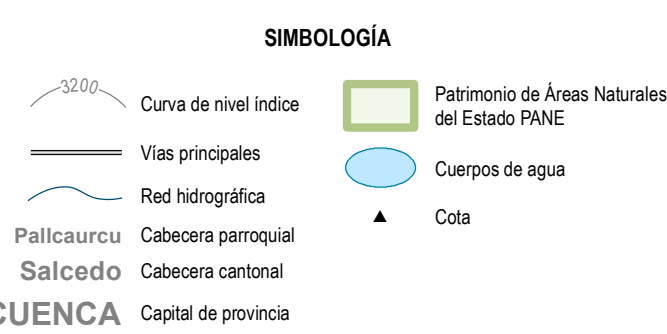 SIMBOLOGÍA
3200
Curva de nivel índice
Vías principales
Red hidrográfica
Pallcaurcu Cabecera parroquial
Salcedo Cabecera cantonal
CUENCA Capital de provincia
Patrimonio de Áreas Naturales
del Estado PANE
Cuerpos de agua
Cota